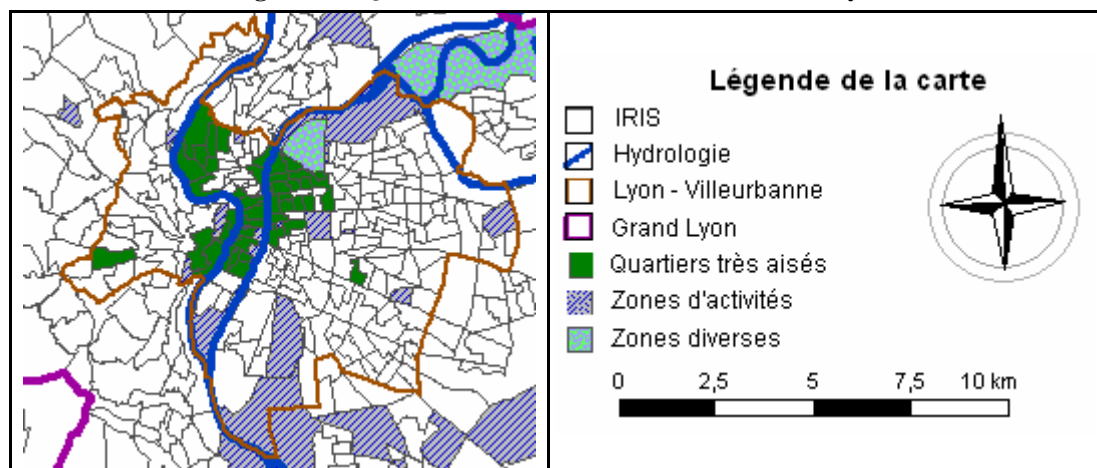 Légende de la carte
IRIS
Hydrologie
Lyon - Villeurbanne
Grand Lyon
Quartiers très aisés
Zones d'activités
Zones diverses
0 2,5 5 7,5 10 km